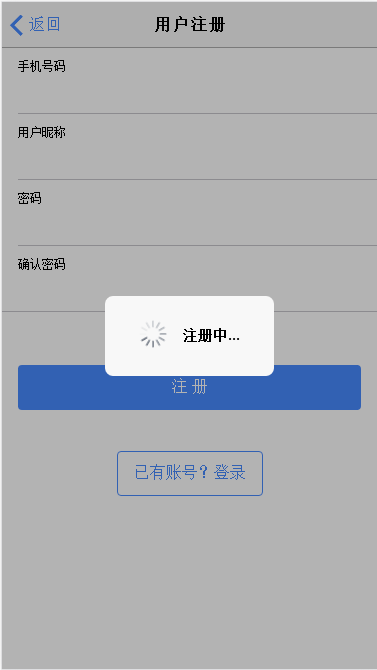 返回 用户注册
手机号码
用户昵称
密码
确认密码
注册中...
注 册
已有账号？登录